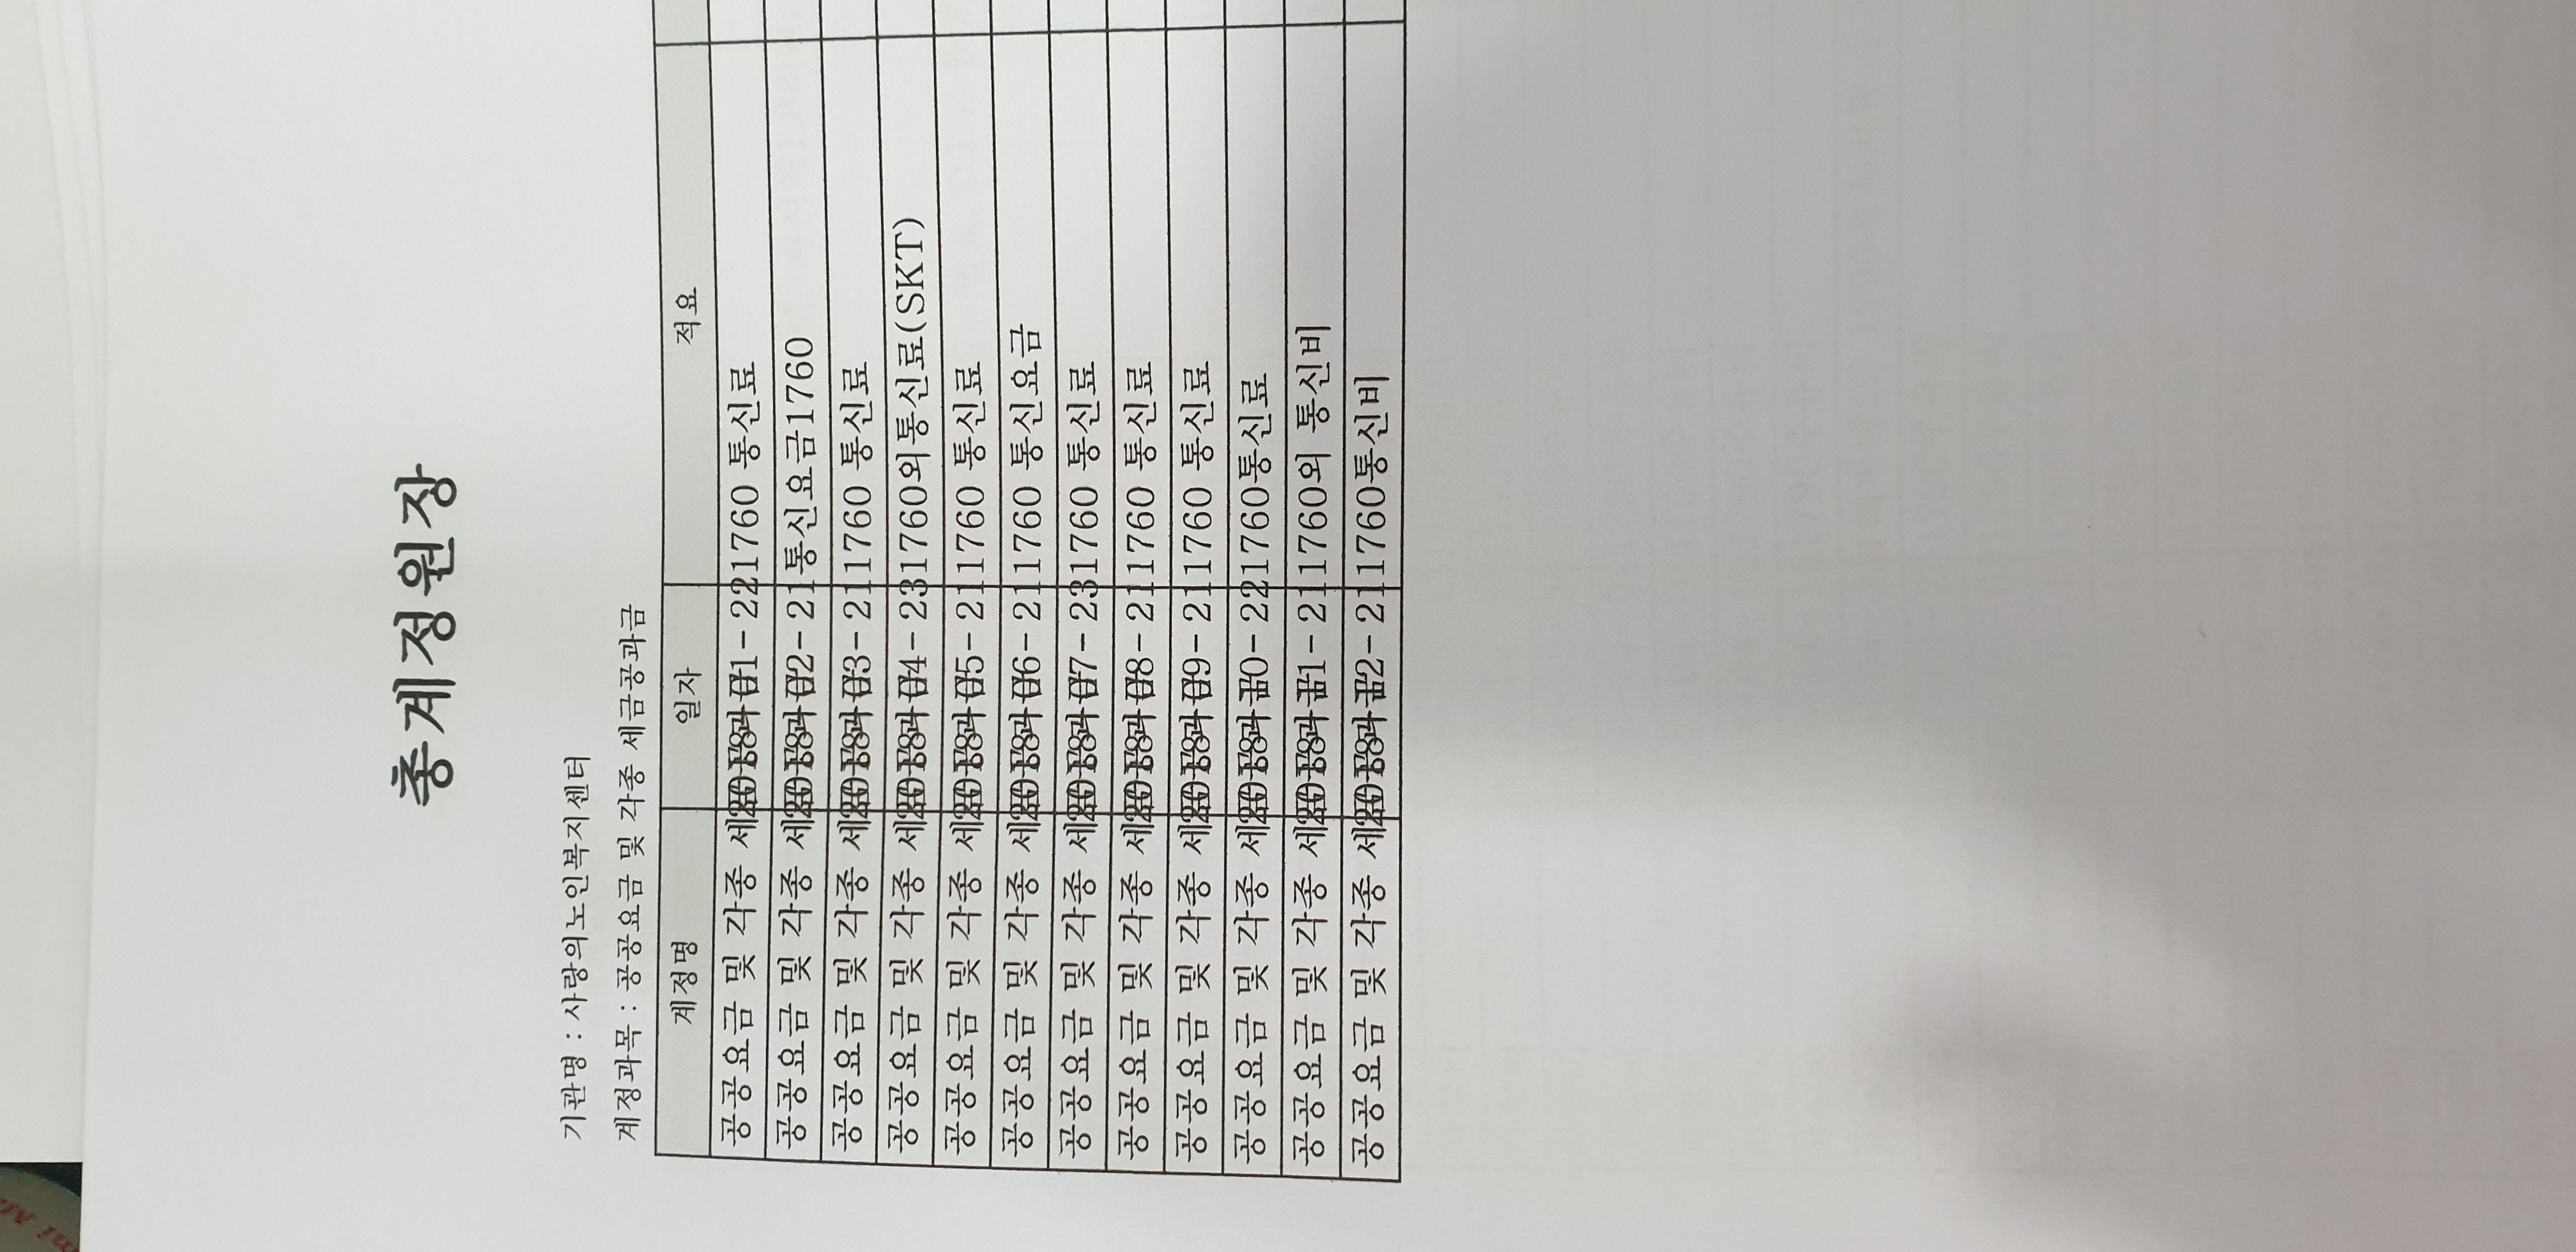 총계정원장
기관명 : 사랑의노인복지센터
계정과목 : 공공요금 및 각종 세금공과금
계정명 일자 적요
공공요금 및 각종 세금공과금 2018-01-22 1760 통신료
공공요금 및 각종 세금공과금 2018-02-21 통신요금1760
공공요금 및 각종 세금공과금 2018-03-21 1760 통신료
공공요금 및 각종 세금공과금 2018-04-23 1760외통신료(SKT)
공공요금 및 각종 세금공과금 2018-05-21 1760 통신료
공공요금 및 각종 세금공과금 2018-06-21 1760 통신요금
공공요금 및 각종 세금공과금 2018-07-23 1760 통신료
공공요금 및 각종 세금공과금 2018-08-21 1760 통신료
공공요금 및 각종 세금공과금 2018-09-21 1760 통신료
공공요금 및 각종 세금공과금 2018-10-22 1760통신료
공공요금 및 각종 세금공과금 2018-11-21 1760외 통신비
공공요금 및 각종 세금공과금 2018-12-21 1760통신비